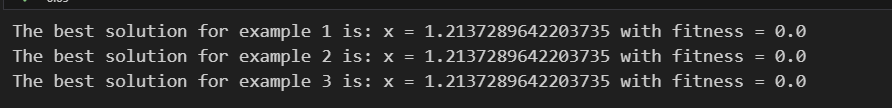 The best solution for example 1 is: x = 1.2137289642203735 with fitness = 0.0
The best solution for example 2 is: x = 1.2137289642203735 with fitness = 0.0
The best solution for example 3 is: x = 1.2137289642203735 with fitness = 0.0